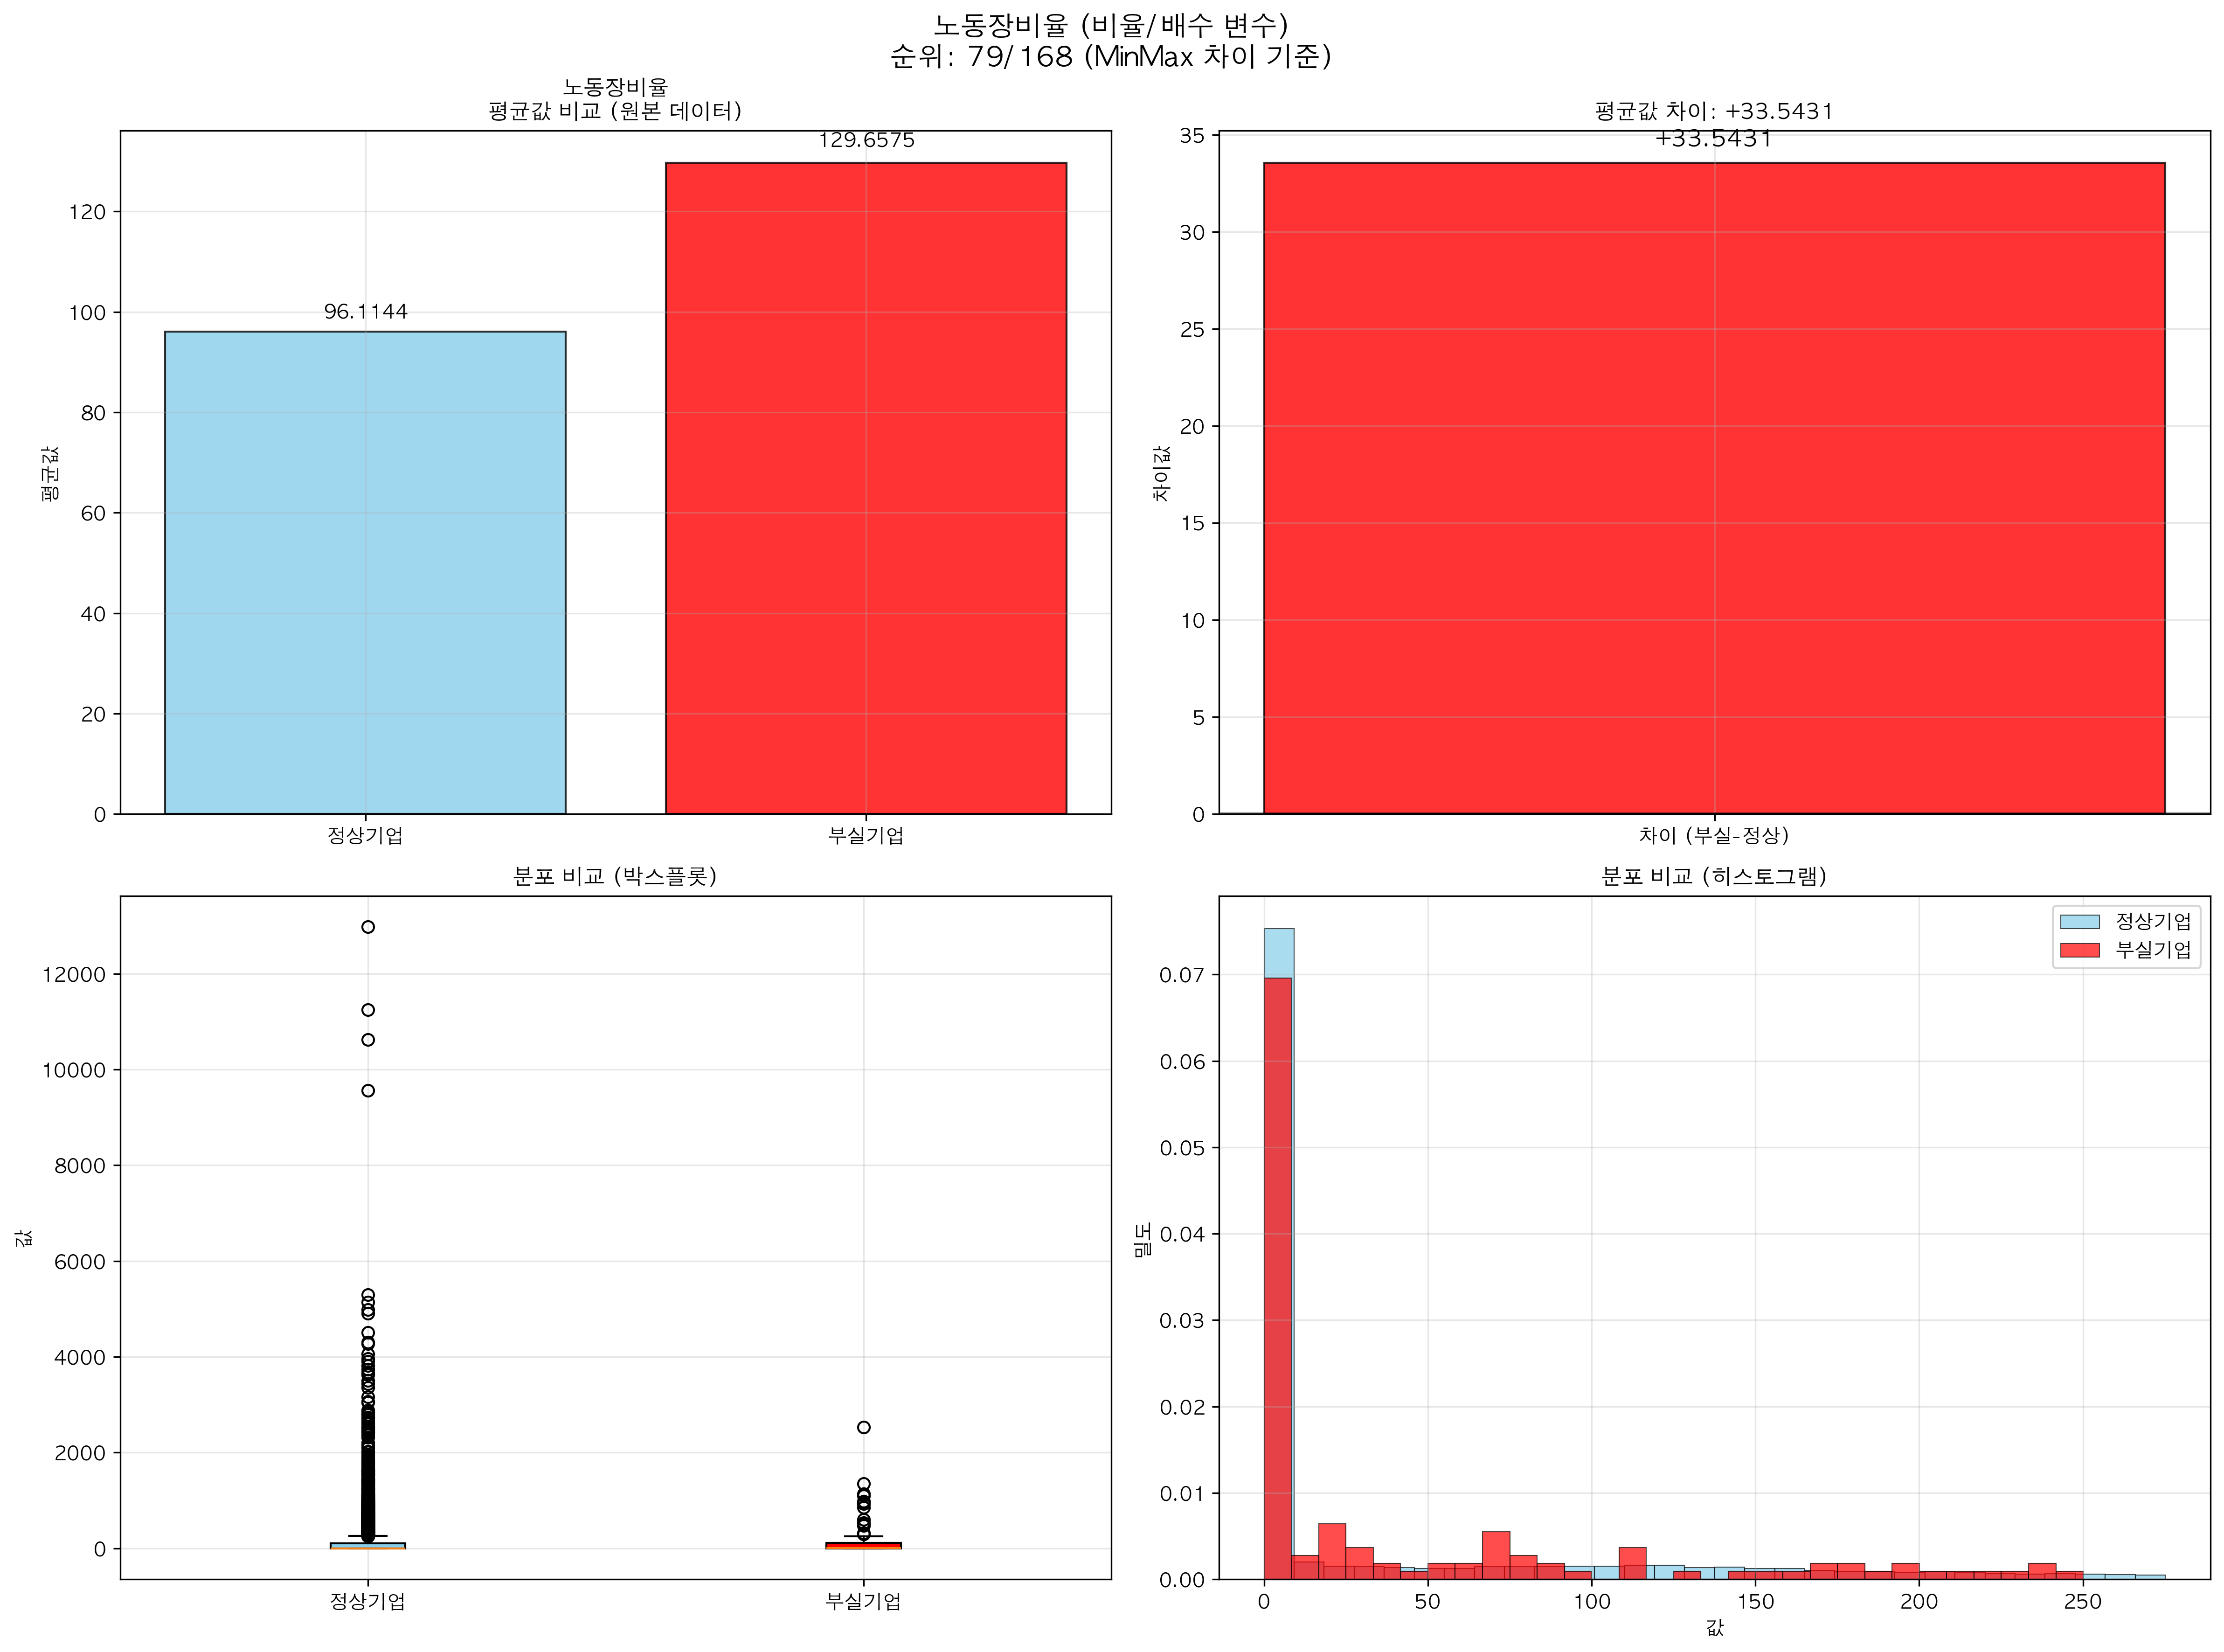 노동장비율 (비율/배수 변수)
순위: 79/168 (MinMax 차이 기준)
노동장비율
평균값 비교 (원본 데이터)
평균값
120
100
80
60
40
20
0
96.1144
129.6575
정상기업
부실기업
평균값 차이: +33.5431
+33.5431
차이값
35
30
25
20
15
10
5
0
차이 (부실-정상)
분포 비교 (박스플롯)
값
12000
10000
8000
6000
4000
2000
0
정상기업
부실기업
분포 비교 (히스토그램)
정상기업
부실기업
밀도
0.07
0.06
0.05
0.04
0.03
0.02
0.01
0.00
0
50
100
150
200
250
값